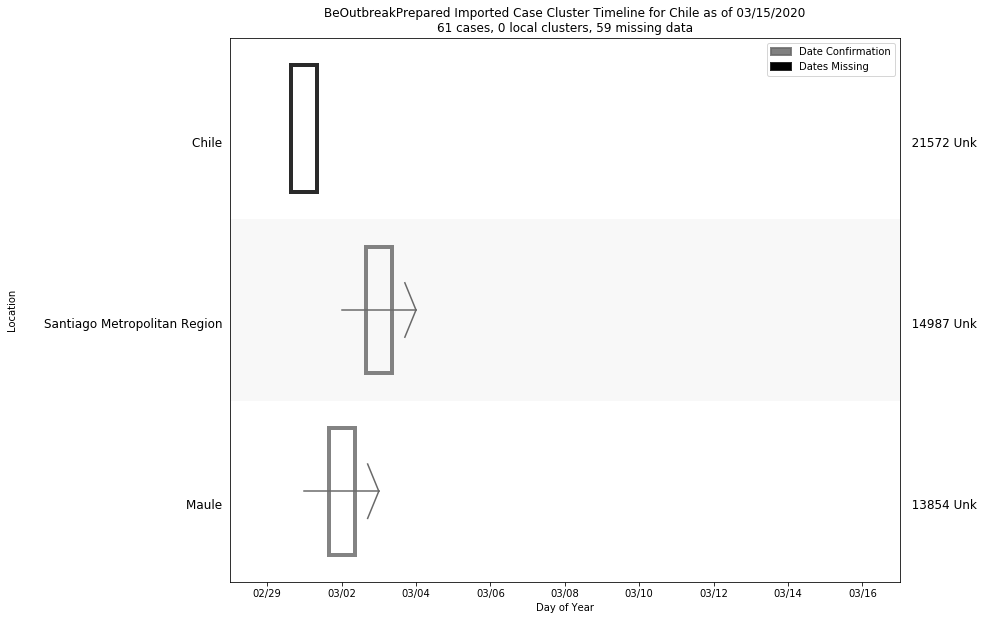 BeOutbreakPrepared Imported Case Cluster Timeline for Chile as of 03/15/2020
61 cases, 0 local clusters, 59 missing data
Date Confirmation
Dates Missing
Chile
21572 Unk
Location
Santiago Metropolitan Region
14987 Unk
Maule
13854 Unk
02/29
03/02
03/04
03/06
03/08
03/10
03/12
03/14
03/16
Day of Year